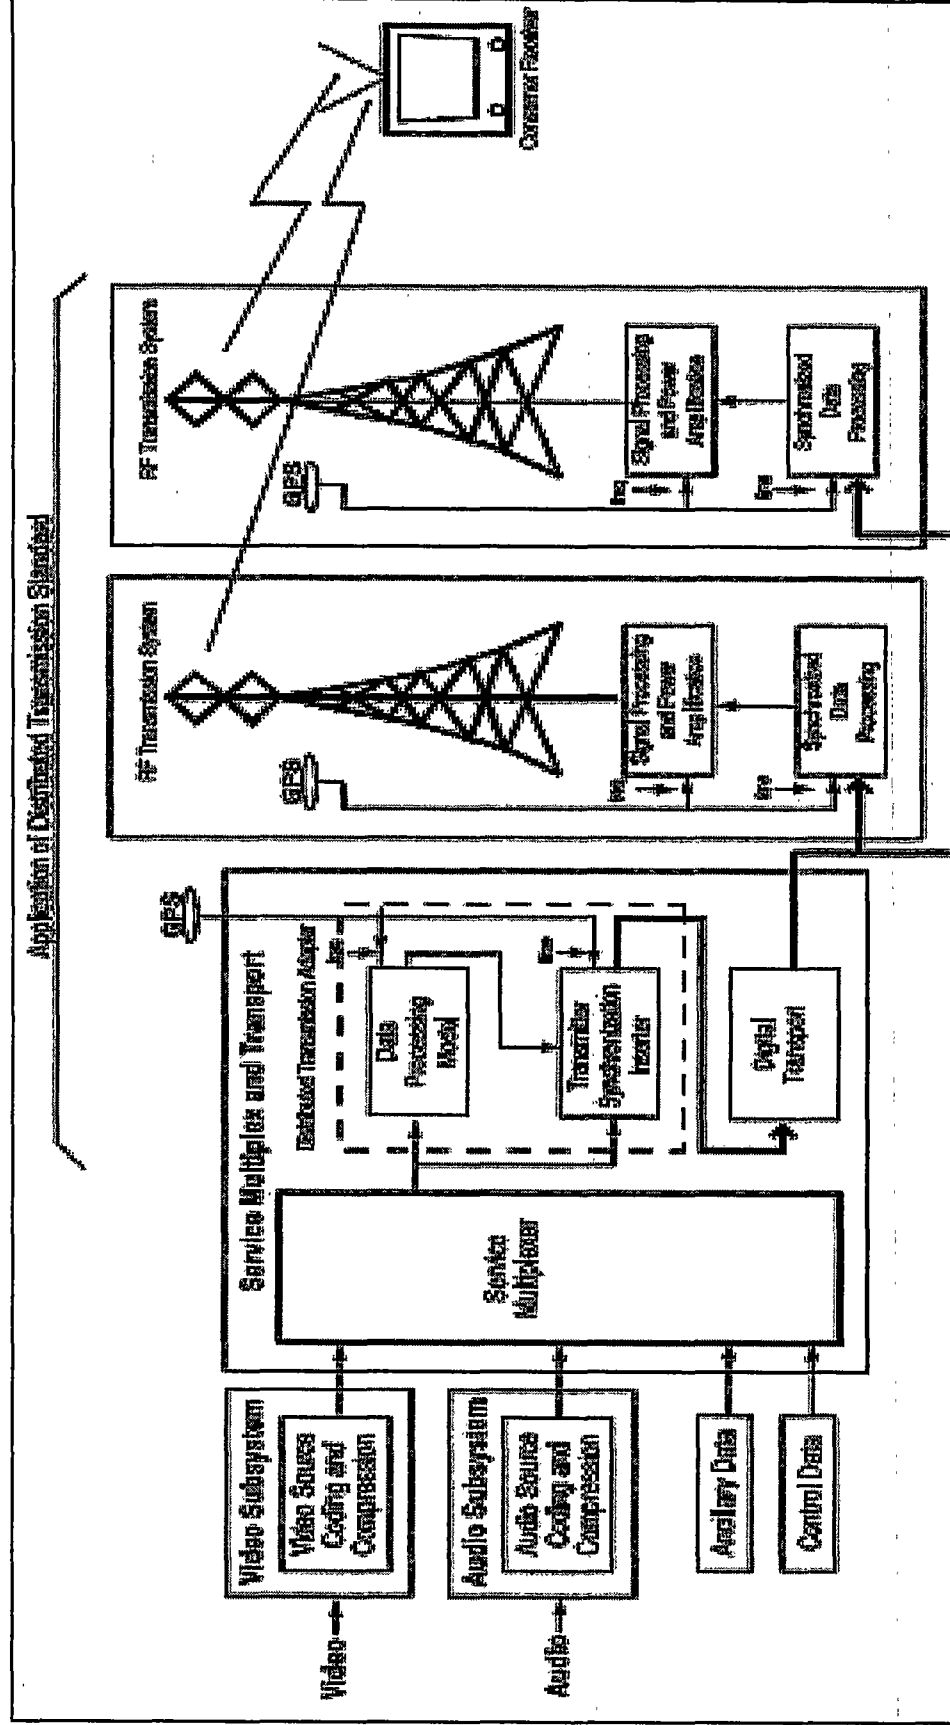 Application of Distributed Transmission Standard
Video
Video Subsystem
Video Source
Coding and
Compression
Audio
Audio Subsystem
Audio Source
Coding and
Compression
Ancillary Data
Control Data
Service Multiplex and Transport
Service
Multiplexer
GPS
Distributed Transmission Adapter
time
Data
Processing
Model
time
Transmitter
Synchronization
Inserter
Digital
Transport
RF Transmission System
GPS
freq
Signal Processing
and Power
Amplification
time
Synchronized
Data
Processing
RF Transmission System
GPS
freq
Signal Processing
and Power
Amplification
time
Synchronized
Data
Processing
Consumer Receiver